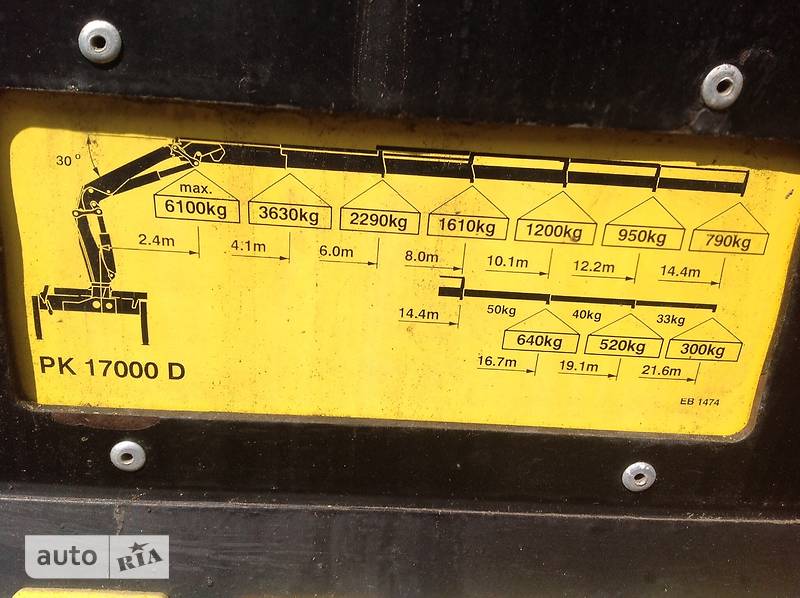 30°
max.
6100kg 3630kg 2290kg 1610kg 1200kg 950kg 790kg
2.4m 4.1m 6.0m 8.0m 10.1m 12.2m 14.4m
14.4m 50kg 40kg 33kg
640kg 520kg 300kg
16.7m 19.1m 21.6m
PK 17000 D
EB 1474
auto RIA